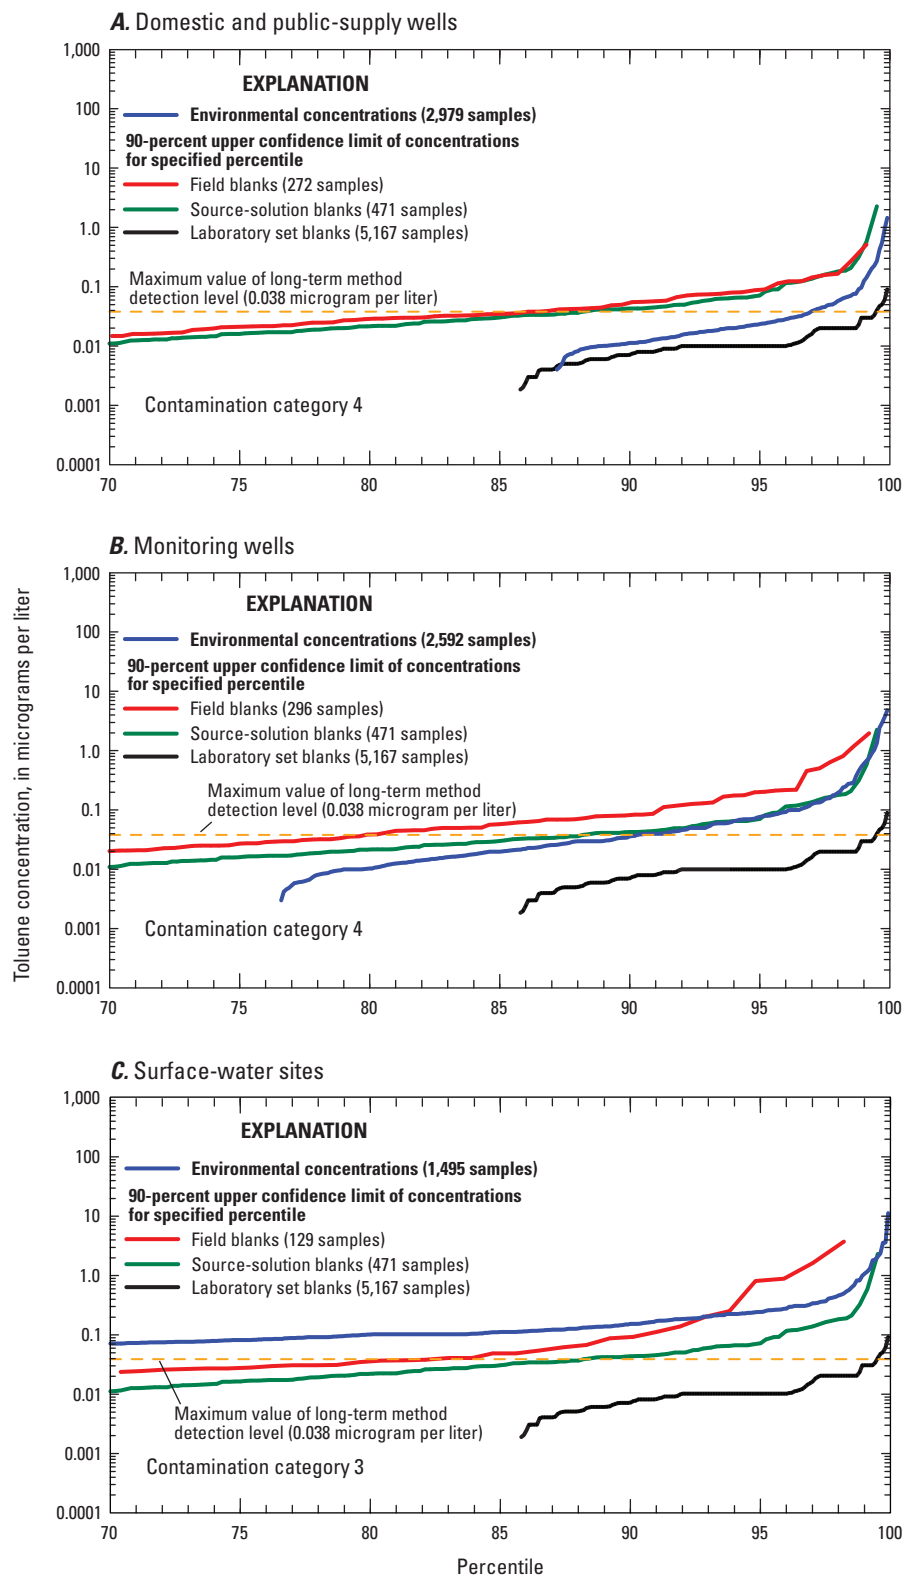 A. Domestic and public-supply wells
1,000
100
10
1.0
0.1
0.01
0.001
0.0001
EXPLANATION
Environmental concentrations (2,979 samples)
90-percent upper confidence limit of concentrations
for specified percentile
Field blanks (272 samples)
Source-solution blanks (471 samples)
Laboratory set blanks (5,167 samples)
Maximum value of long-term method
detection level (0.038 microgram per liter)
Contamination category 4
70 75 80 85 90 95 100
B. Monitoring wells
1,000
100
10
1.0
0.1
0.01
0.001
0.0001
EXPLANATION
Environmental concentrations (2,592 samples)
90-percent upper confidence limit of concentrations
for specified percentile
Field blanks (296 samples)
Source-solution blanks (471 samples)
Laboratory set blanks (5,167 samples)
Maximum value of long-term method
detection level (0.038 microgram per liter)
Contamination category 4
70 75 80 85 90 95 100
Toluene concentration, in micrograms per liter
C. Surface-water sites
1,000
100
10
1.0
0.1
0.01
0.001
0.0001
EXPLANATION
Environmental concentrations (1,495 samples)
90-percent upper confidence limit of concentrations
for specified percentile
Field blanks (129 samples)
Source-solution blanks (471 samples)
Laboratory set blanks (5,167 samples)
Maximum value of long-term method
detection level (0.038 microgram per liter)
Contamination category 3
70 75 80 85 90 95 100
Percentile